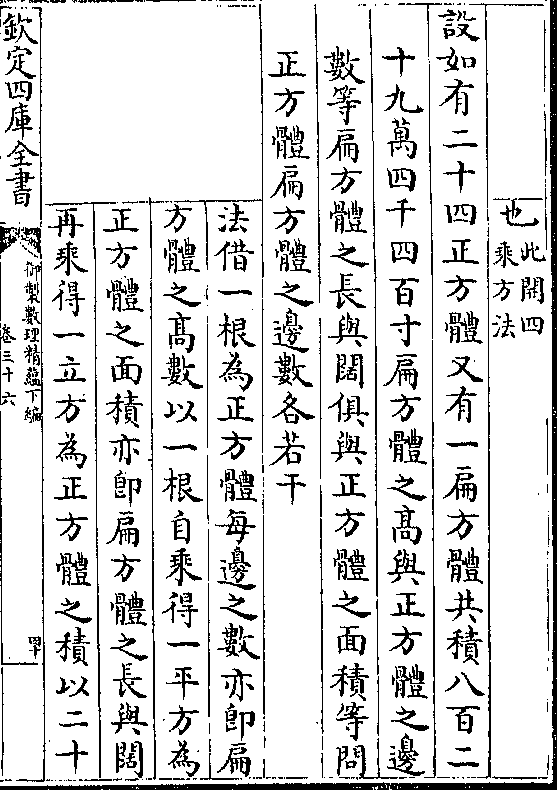 也此開四
乘方法
設如有二十四正方體又有一扁方體共積八百二
十九萬四千四百寸扁方體之髙與正方體之邊
數等扁方體之長與闊俱與正方體之面積等問
正方體扁方體之邊數各若干
法借一根為正方體每邊之數亦即扁
方體之髙數以一根自乘得一平方為
正方體之面積亦即扁方體之長與闊
再乘得一立方為正方體之積以二十
欽定四庫全書
御製數理精藴下編
卷三十六